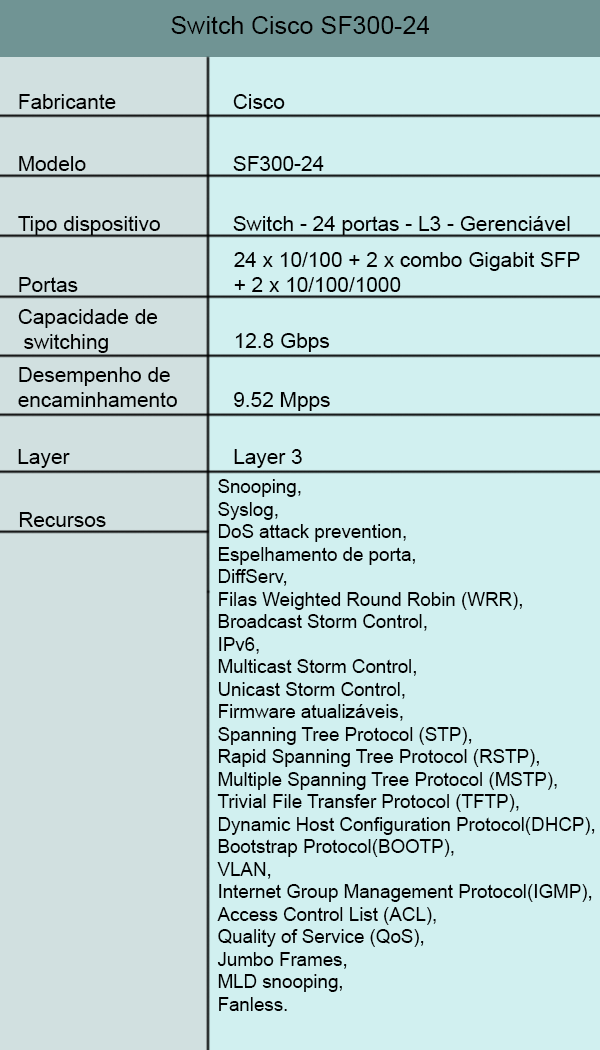 Switch Cisco SF300-24
Fabricante
Cisco
Modelo
SF300-24
Tipo dispositivo
Switch - 24 portas - L3 - Gerenciável
Portas
24 x 10/100 + 2 x combo Gigabit SFP
+ 2 x 10/100/1000
Capacidade de
switching
12.8 Gbps
Desempenho de
encaminhamento
9.52 Mpps
Layer
Layer 3
Recursos
Snooping,
Syslog,
DoS attack prevention,
Espelhamento de porta,
DiffServ,
Filas Weighted Round Robin (WRR),
Broadcast Storm Control,
IPv6,
Multicast Storm Control,
Unicast Storm Control,
Firmware atualizáveis,
Spanning Tree Protocol (STP),
Rapid Spanning Tree Protocol (RSTP),
Multiple Spanning Tree Protocol (MSTP),
Trivial File Transfer Protocol (TFTP),
Dynamic Host Configuration Protocol(DHCP),
Bootstrap Protocol(BOOTP),
VLAN,
Internet Group Management Protocol(IGMP),
Access Control List (ACL),
Quality of Service (QoS),
Jumbo Frames,
MLD snooping,
Fanless.